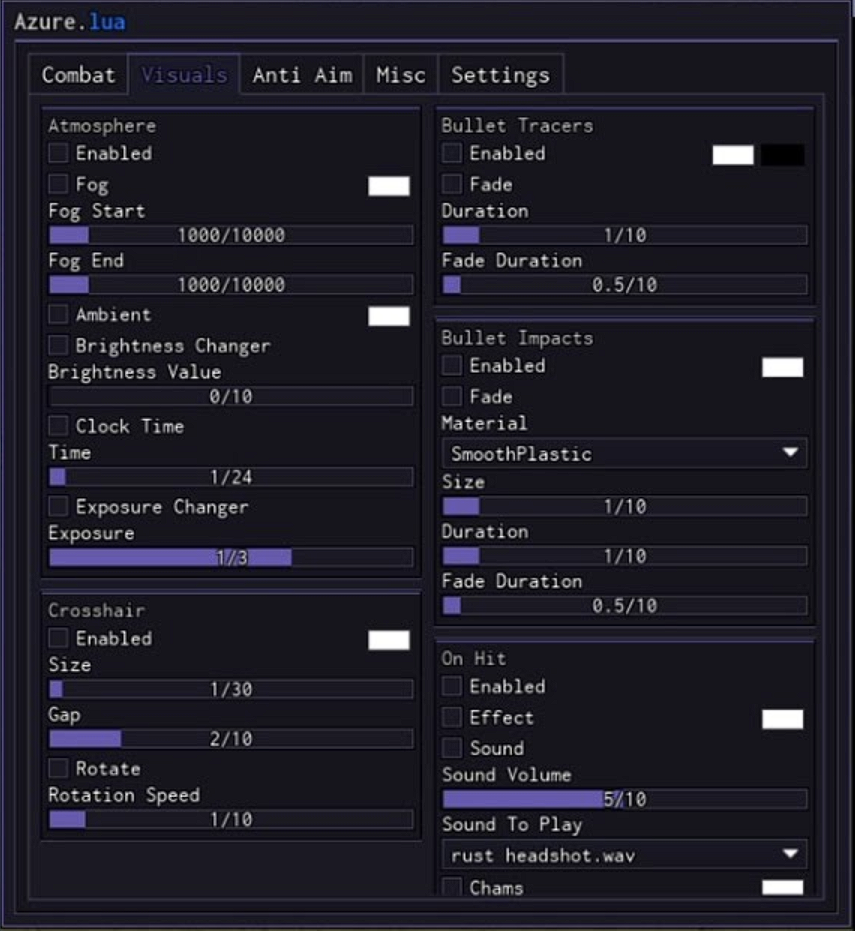 Azure.lua
Combat Visuals Anti Aim Misc Settings
Atmosphere
Enabled
Fog
Fog Start
1000/10000
Fog End
1000/10000
Ambient
Brightness Changer
Brightness Value
0/10
Clock Time
Time
1/24
Exposure Changer
Exposure
1/3
Crosshair
Enabled
Size
1/30
Gap
2/10
Rotate
Rotation Speed
1/10
Bullet Tracers
Enabled
Fade
Duration
1/10
Fade Duration
0.5/10
Bullet Impacts
Enabled
Fade
Material
SmoothPlastic
Size
1/10
Duration
1/10
Fade Duration
0.5/10
On Hit
Enabled
Effect
Sound
Sound Volume
5/10
Sound To Play
rust headshot.wav
Chams